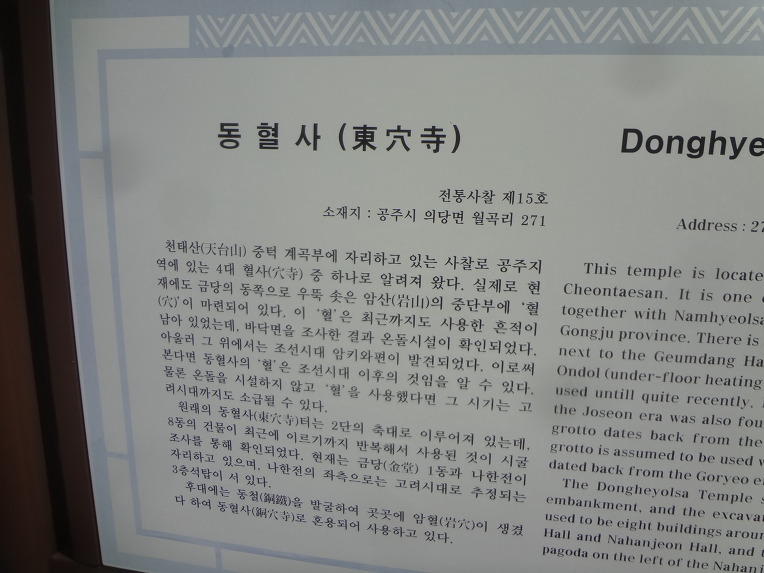 동혈사 (東穴寺)
전통사찰 제15호
소재지 : 공주시 의당면 월곡리 271
천태산(天台山) 중턱 계곡부에 자리하고 있는 사찰로 공주지
역에 있는 4대 혈사(穴寺) 중 하나로 알려져 왔다. 실제로 현
재에도 금당의 동쪽으로 우뚝 솟은 암산(岩山)의 중단부에 ‘혈
(穴)’이 마련되어 있다. 이 ‘혈’은 최근까지도 사용한 흔적이
남아 있었는데, 바닥면을 조사한 결과 온돌시설이 확인되었다.
아울러 그 위에서는 조선시대 암키와편이 발견되었다. 이로써
본다면 동혈사의 ‘혈’은 조선시대 이후의 것임을 알 수 있다.
물론 온돌을 시설하지 않고 ‘혈’을 사용했다면 그 시기는 고
려시대까지도 소급될 수 있다.
원래의 동혈사(東穴寺)터는 2단의 축대로 이루어져 있는데,
8동의 건물이 최근에 이르기까지 반복해서 사용된 것이 시굴
조사를 통해 확인되었다. 현재는 금당(金堂) 1동과 나한전이
자리하고 있으며, 나한전의 좌측으로는 고려시대로 추정되는
3층석탑이 서 있다.
후대에는 동철(銅鐵)을 발굴하여 곳곳에 암혈(岩穴)이 생겼
다 하여 동혈사(銅穴寺)로 혼용되어 사용하고 있다.
Donghye
Address : 27
This temple is locate
Cheontaesan. It is one
together with Namhyeolsa
Gongju province. There is
next to the Geumdang Ha
Ondol (under-floor heating
used untill quite recently.
the Joseon era was also fou
grotto dates back from the
grotto is assumed to be used w
dated back from the Goryeo e
The Dongheyolsa Temple s
embankment, and the excava
used to be eight buildings aroun
Hall and Nahanjeon Hall, and t
pagoda on the left of the Nahanj